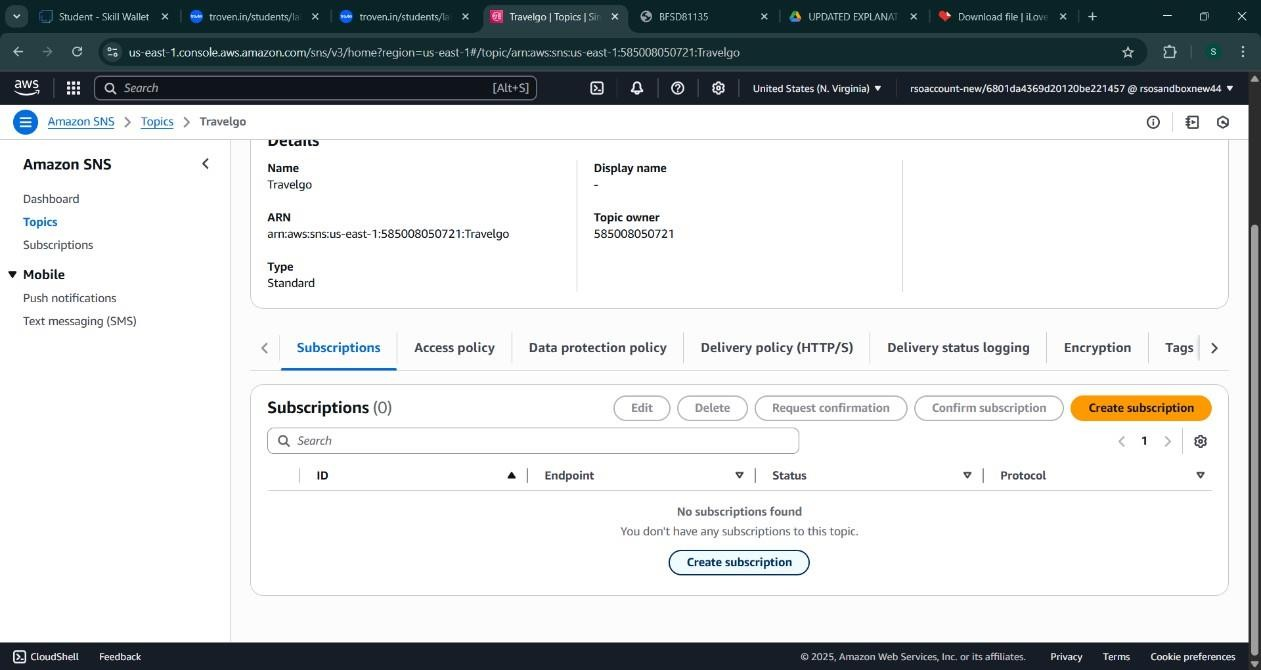 Student - Skill Wallet
troven.in/students/la
troven.in/students/la
Travelgo | Topics | Sim
BFSD81135
UPDATED EXPLANAT
Download file | iLove
us-east-1.console.aws.amazon.com/sns/v3/home?region=us-east-1#/topic/arn:aws:sns:us-east-1:585008050721:Travelgo
S
aws
Search
[Alt+S]
United States (N. Virginia)
rsoaccount-new/6801da4369d20120be221457 @ rsosandboxnew44
Amazon SNS
Topics
Travelgo
Amazon SNS
Dashboard
Topics
Subscriptions
Mobile
Push notifications
Text messaging (SMS)
Details
Name
Travelgo
Display name
-
ARN
arn:aws:sns:us-east-1:585008050721:Travelgo
Topic owner
585008050721
Type
Standard
Subscriptions
Access policy
Data protection policy
Delivery policy (HTTP/S)
Delivery status logging
Encryption
Tags
Subscriptions (0)
Edit
Delete
Request confirmation
Confirm subscription
Create subscription
Search
1
ID
Endpoint
Status
Protocol
No subscriptions found
You don't have any subscriptions to this topic.
Create subscription
CloudShell
Feedback
© 2025, Amazon Web Services, Inc. or its affiliates.
Privacy
Terms
Cookie preferences